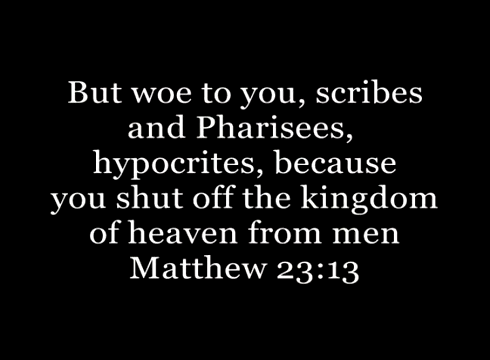 But woe to you, scribes
and Pharisees,
hypocrites, because
you shut off the kingdom
of heaven from men
Matthew 23:13